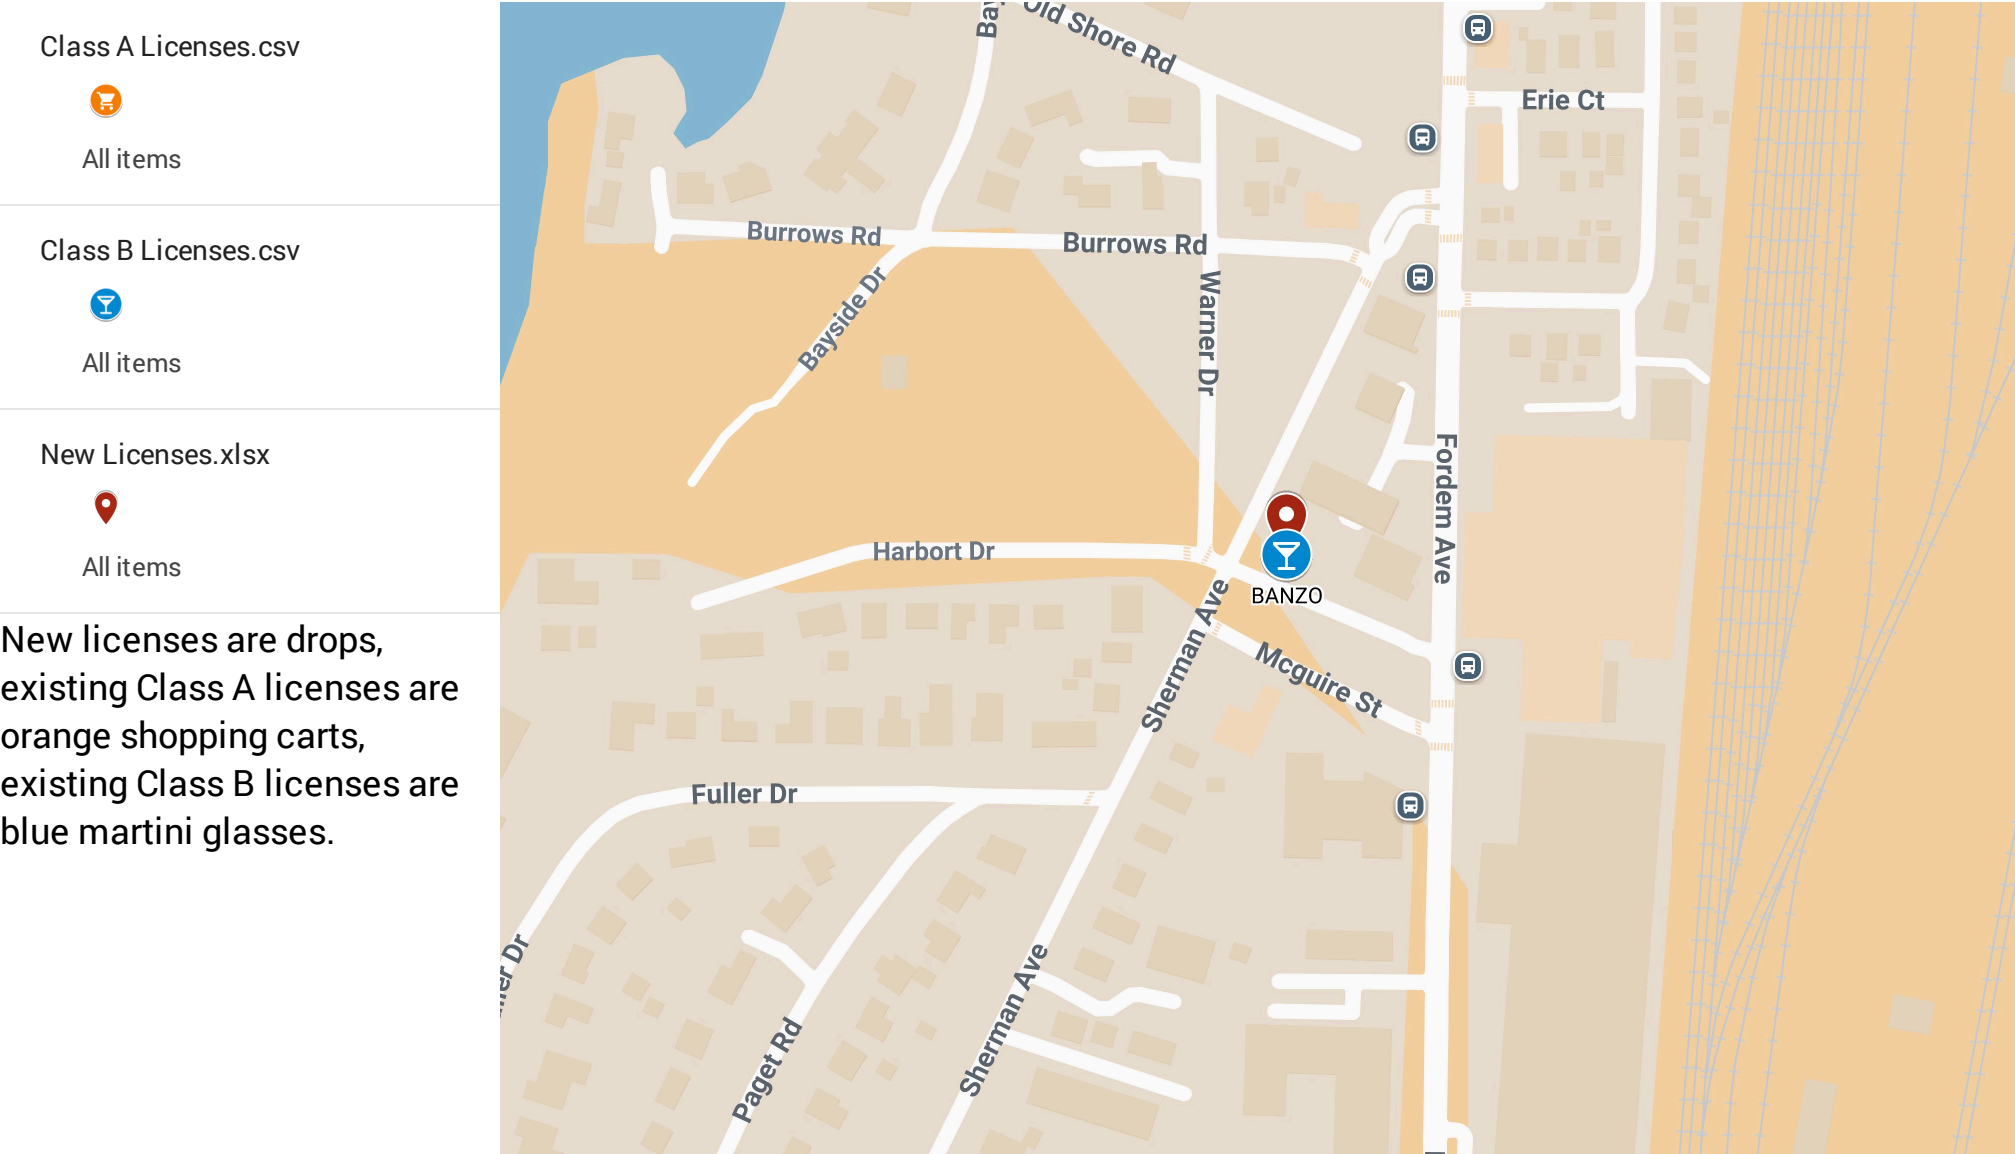 Class A Licenses.csv
All items
Class B Licenses.csv
All items
New Licenses.xlsx
All items
New licenses are drops,
existing Class A licenses are
orange shopping carts,
existing Class B licenses are
blue martini glasses.
Old Shore Rd
Erie Ct
Burrows Rd
Burrows Rd
Bayside Dr
Warner Dr
Fordem Ave
Harbort Dr
BANZO
Sherman Ave
Mcguire St
Fuller Dr
Sherman Ave
Paget Rd